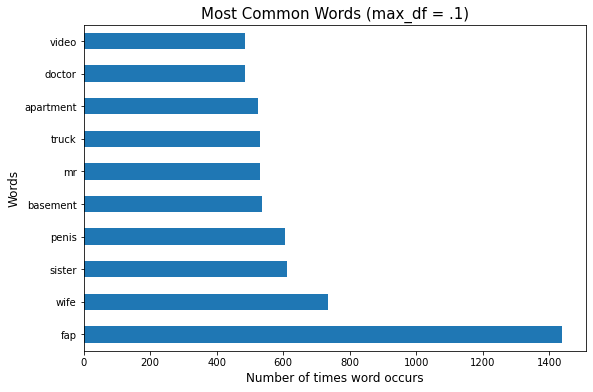 Most Common Words (max_df = .1)
video
doctor
apartment
truck
mr
basement
penis
sister
wife
fap
Words
0 200 400 600 800 1000 1200 1400
Number of times word occurs